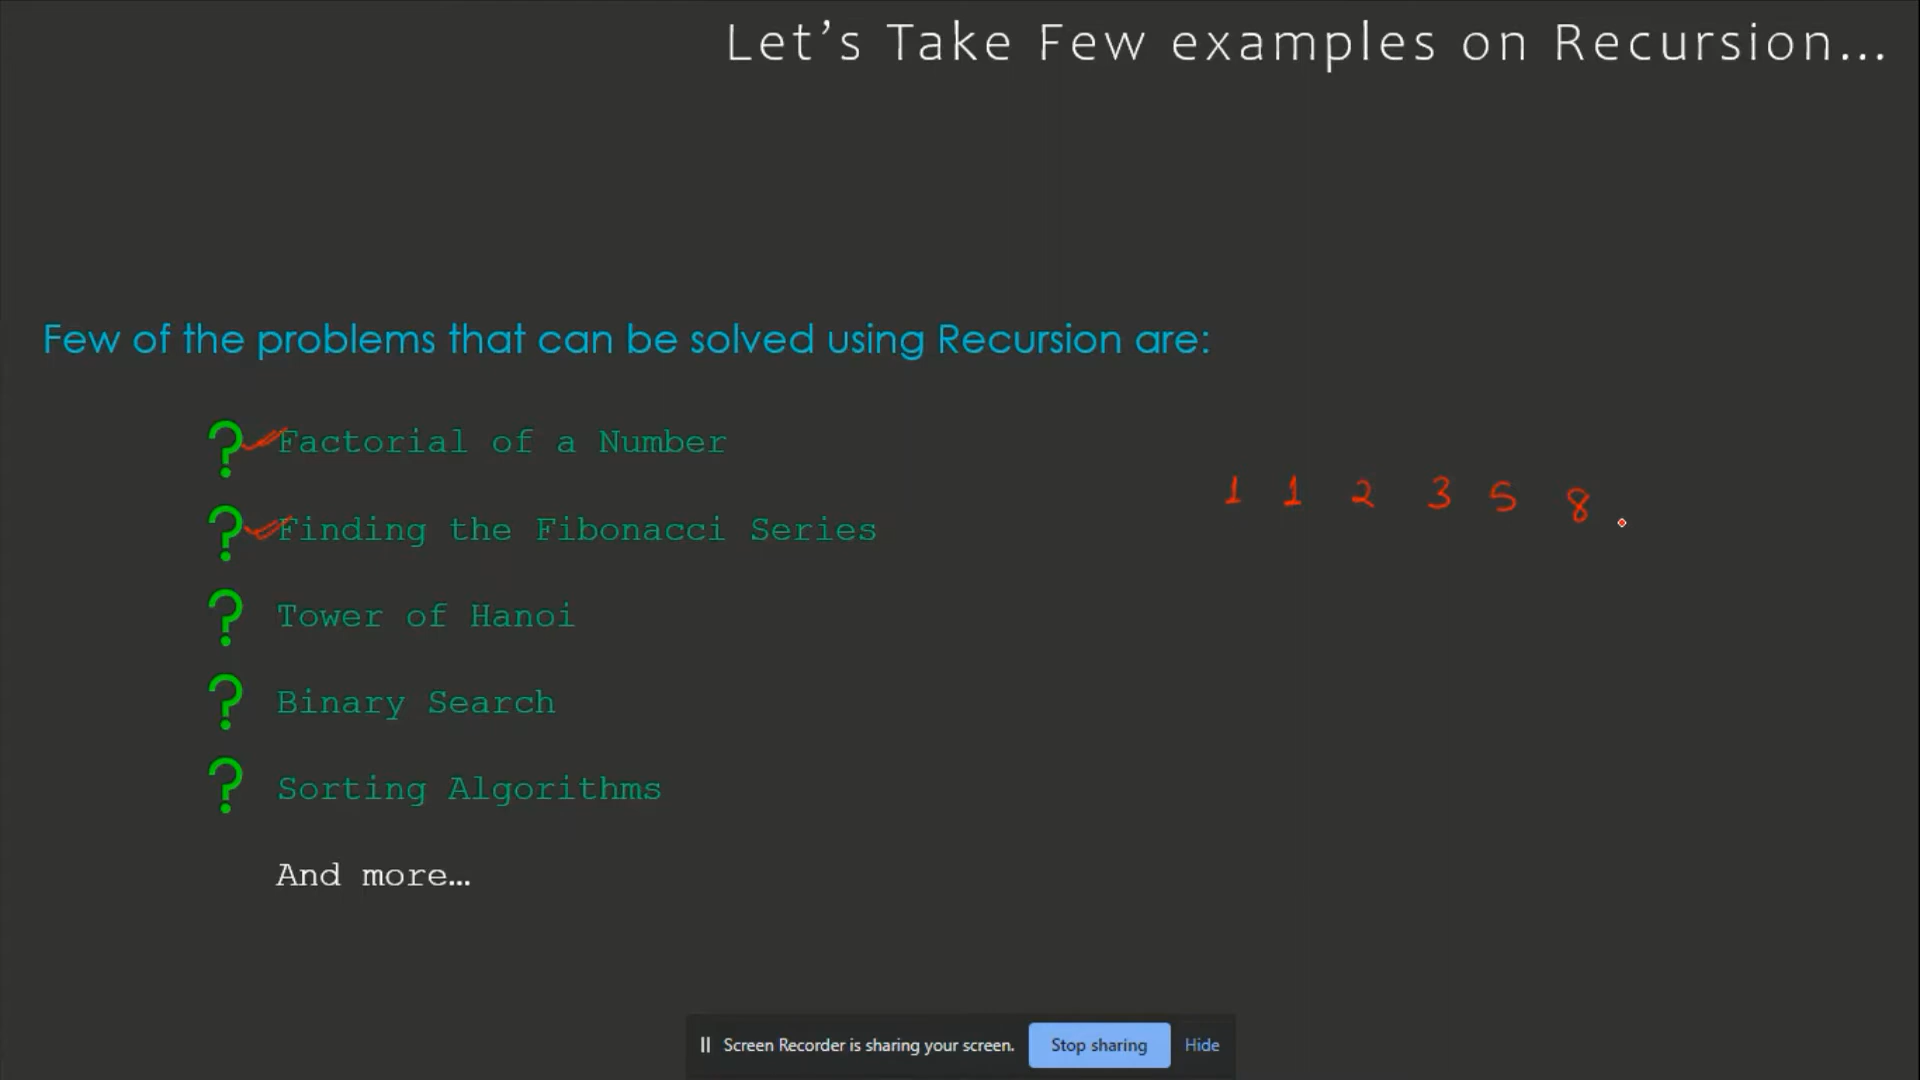 Let’s Take Few examples on Recursion...
Few of the problems that can be solved using Recursion are:
? Factorial of a Number
1 1 2 3 5 8
? Finding the Fibonacci Series
? Tower of Hanoi
? Binary Search
? Sorting Algorithms
And more…
Screen Recorder is sharing your screen. Stop sharing Hide